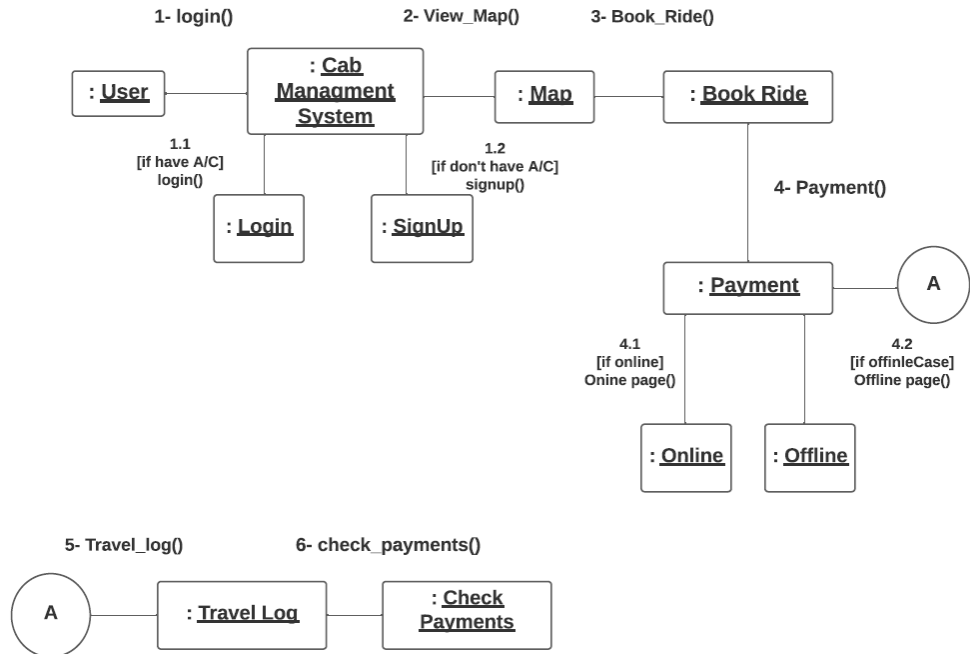 1- login()
2- View_Map()
3- Book_Ride()
: User
: Cab
Managment
System
: Map
: Book Ride
1.1
[if have A/C]
login()
1.2
[if don't have A/C]
signup()
: Login
: SignUp
4- Payment()
: Payment
A
4.1
[if online]
Onine page()
4.2
[if offinleCase]
Offline page()
: Online
: Offline
5- Travel_log()
6- check_payments()
A
: Travel Log
: Check
Payments